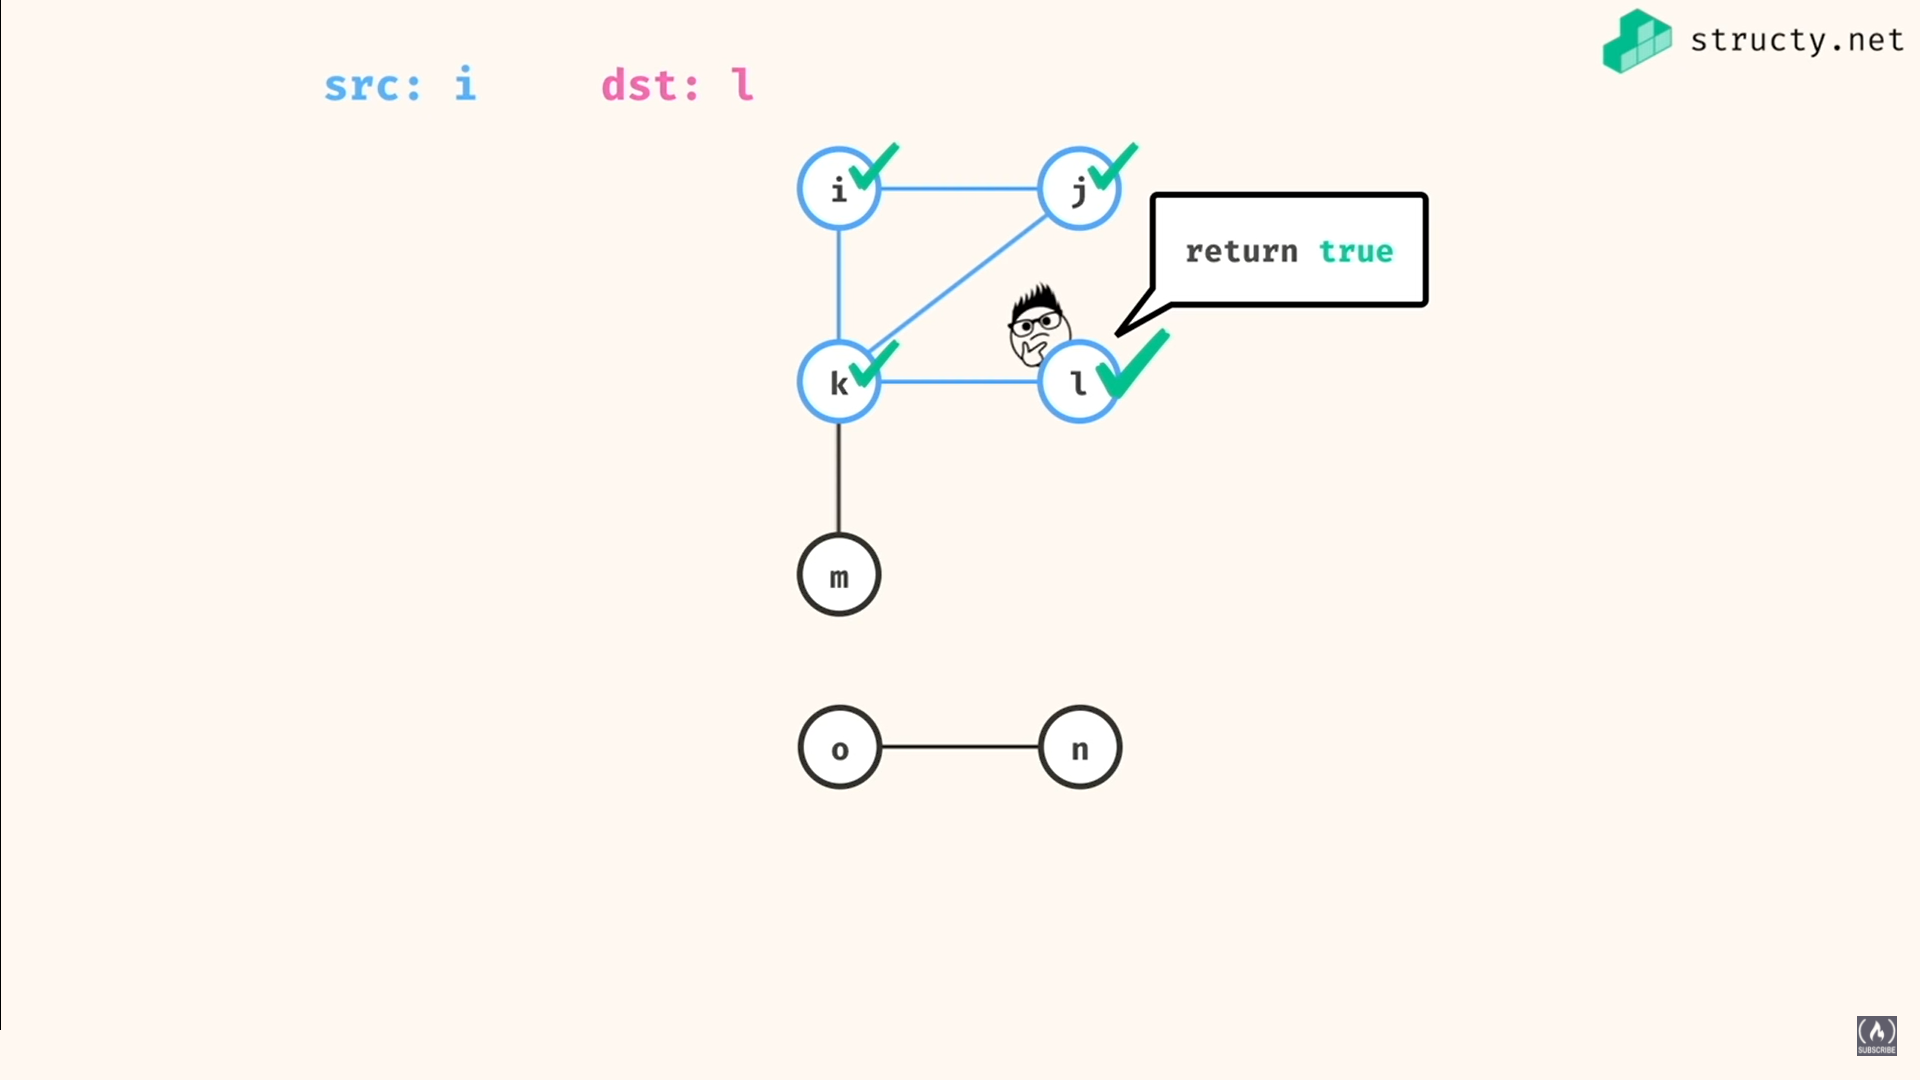 structy.net
src: i dst: l
i j
return true
k l
m
o n
SUBSCRIBE